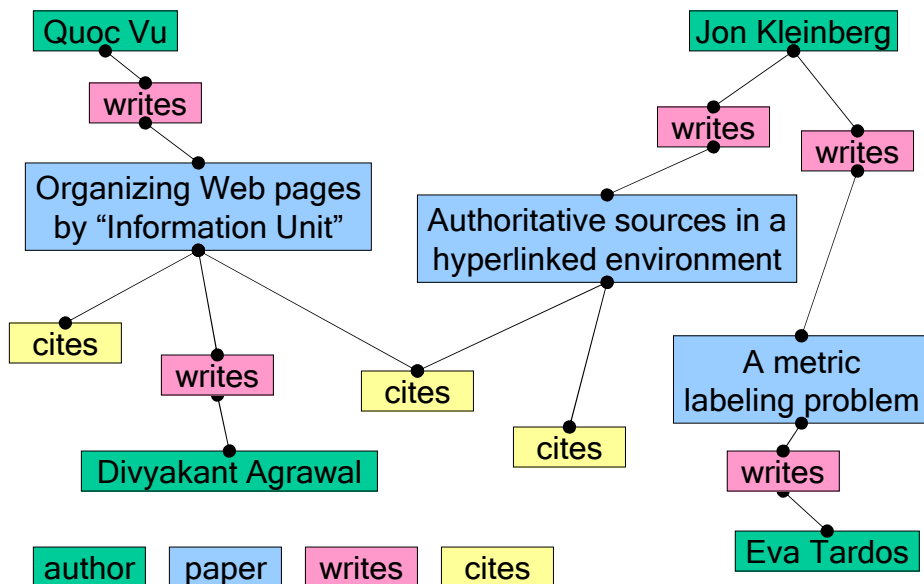 Quoc Vu
Jon Kleinberg
writes
writes
writes
Organizing Web pages
by “Information Unit”
Authoritative sources in a
hyperlinked environment
cites
writes
cites
A metric
labeling problem
cites
Divyakant Agrawal
writes
Eva Tardos
author
paper
writes
cites